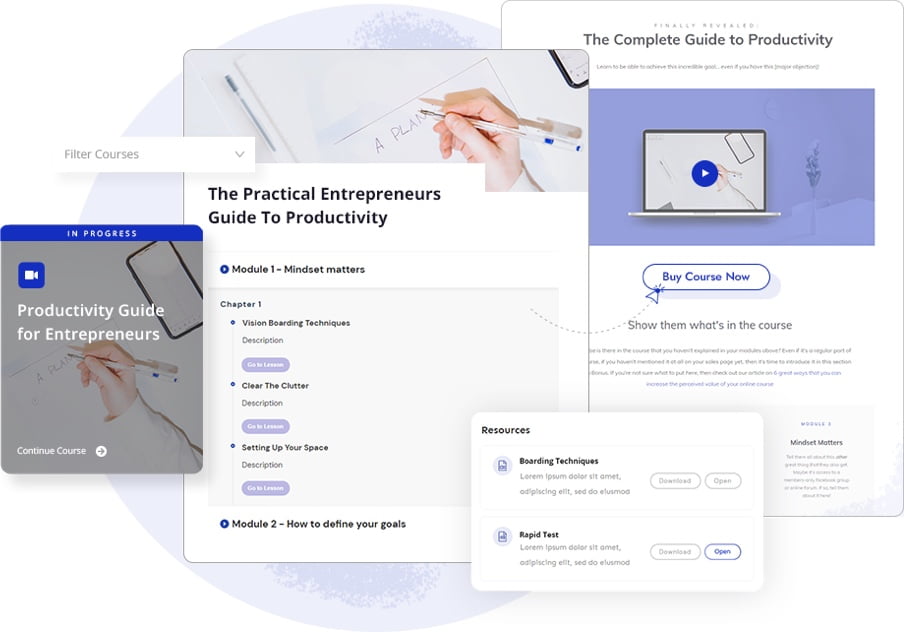 FINALLY REVEALED:
The Complete Guide to Productivity
Learn to be able to achieve this incredible goal... even if you have this [major objection]!
A PLAN
Filter Courses
The Practical Entrepreneurs
Guide To Productivity
IN PROGRESS
Productivity Guide
for Entrepreneurs
A PLAN
Continue Course
Module 1 - Mindset matters
Chapter 1
Vision Boarding Techniques
Description
Go to Lesson
Clear The Clutter
Description
Go to Lesson
Setting Up Your Space
Description
Go to Lesson
Module 2 - How to define your goals
Buy Course Now
Show them what's in the course
is there in the course that you haven't explained in your modules above? Even if it's a regular part of
if you haven't mentioned it at all on your sales page yet, then it's time to introduce it in this section
Bonus. If you're not sure what to put here, then check out our article on 6 great ways that you can
increase the perceived value of your online course
MODULE 3
Mindset Matters
Tell them all about this other
great thing that they also get.
Maybe it's access to a
members-only Facebook group
or online forum. If so, tell them
about it here!
Resources
Boarding Techniques
Lorem ipsum dolor sit amet,
adipiscing elit, sed do eiusmod
Download
Open
Rapid Test
Lorem ipsum dolor sit amet,
adipiscing elit, sed do eiusmod
Download
Open